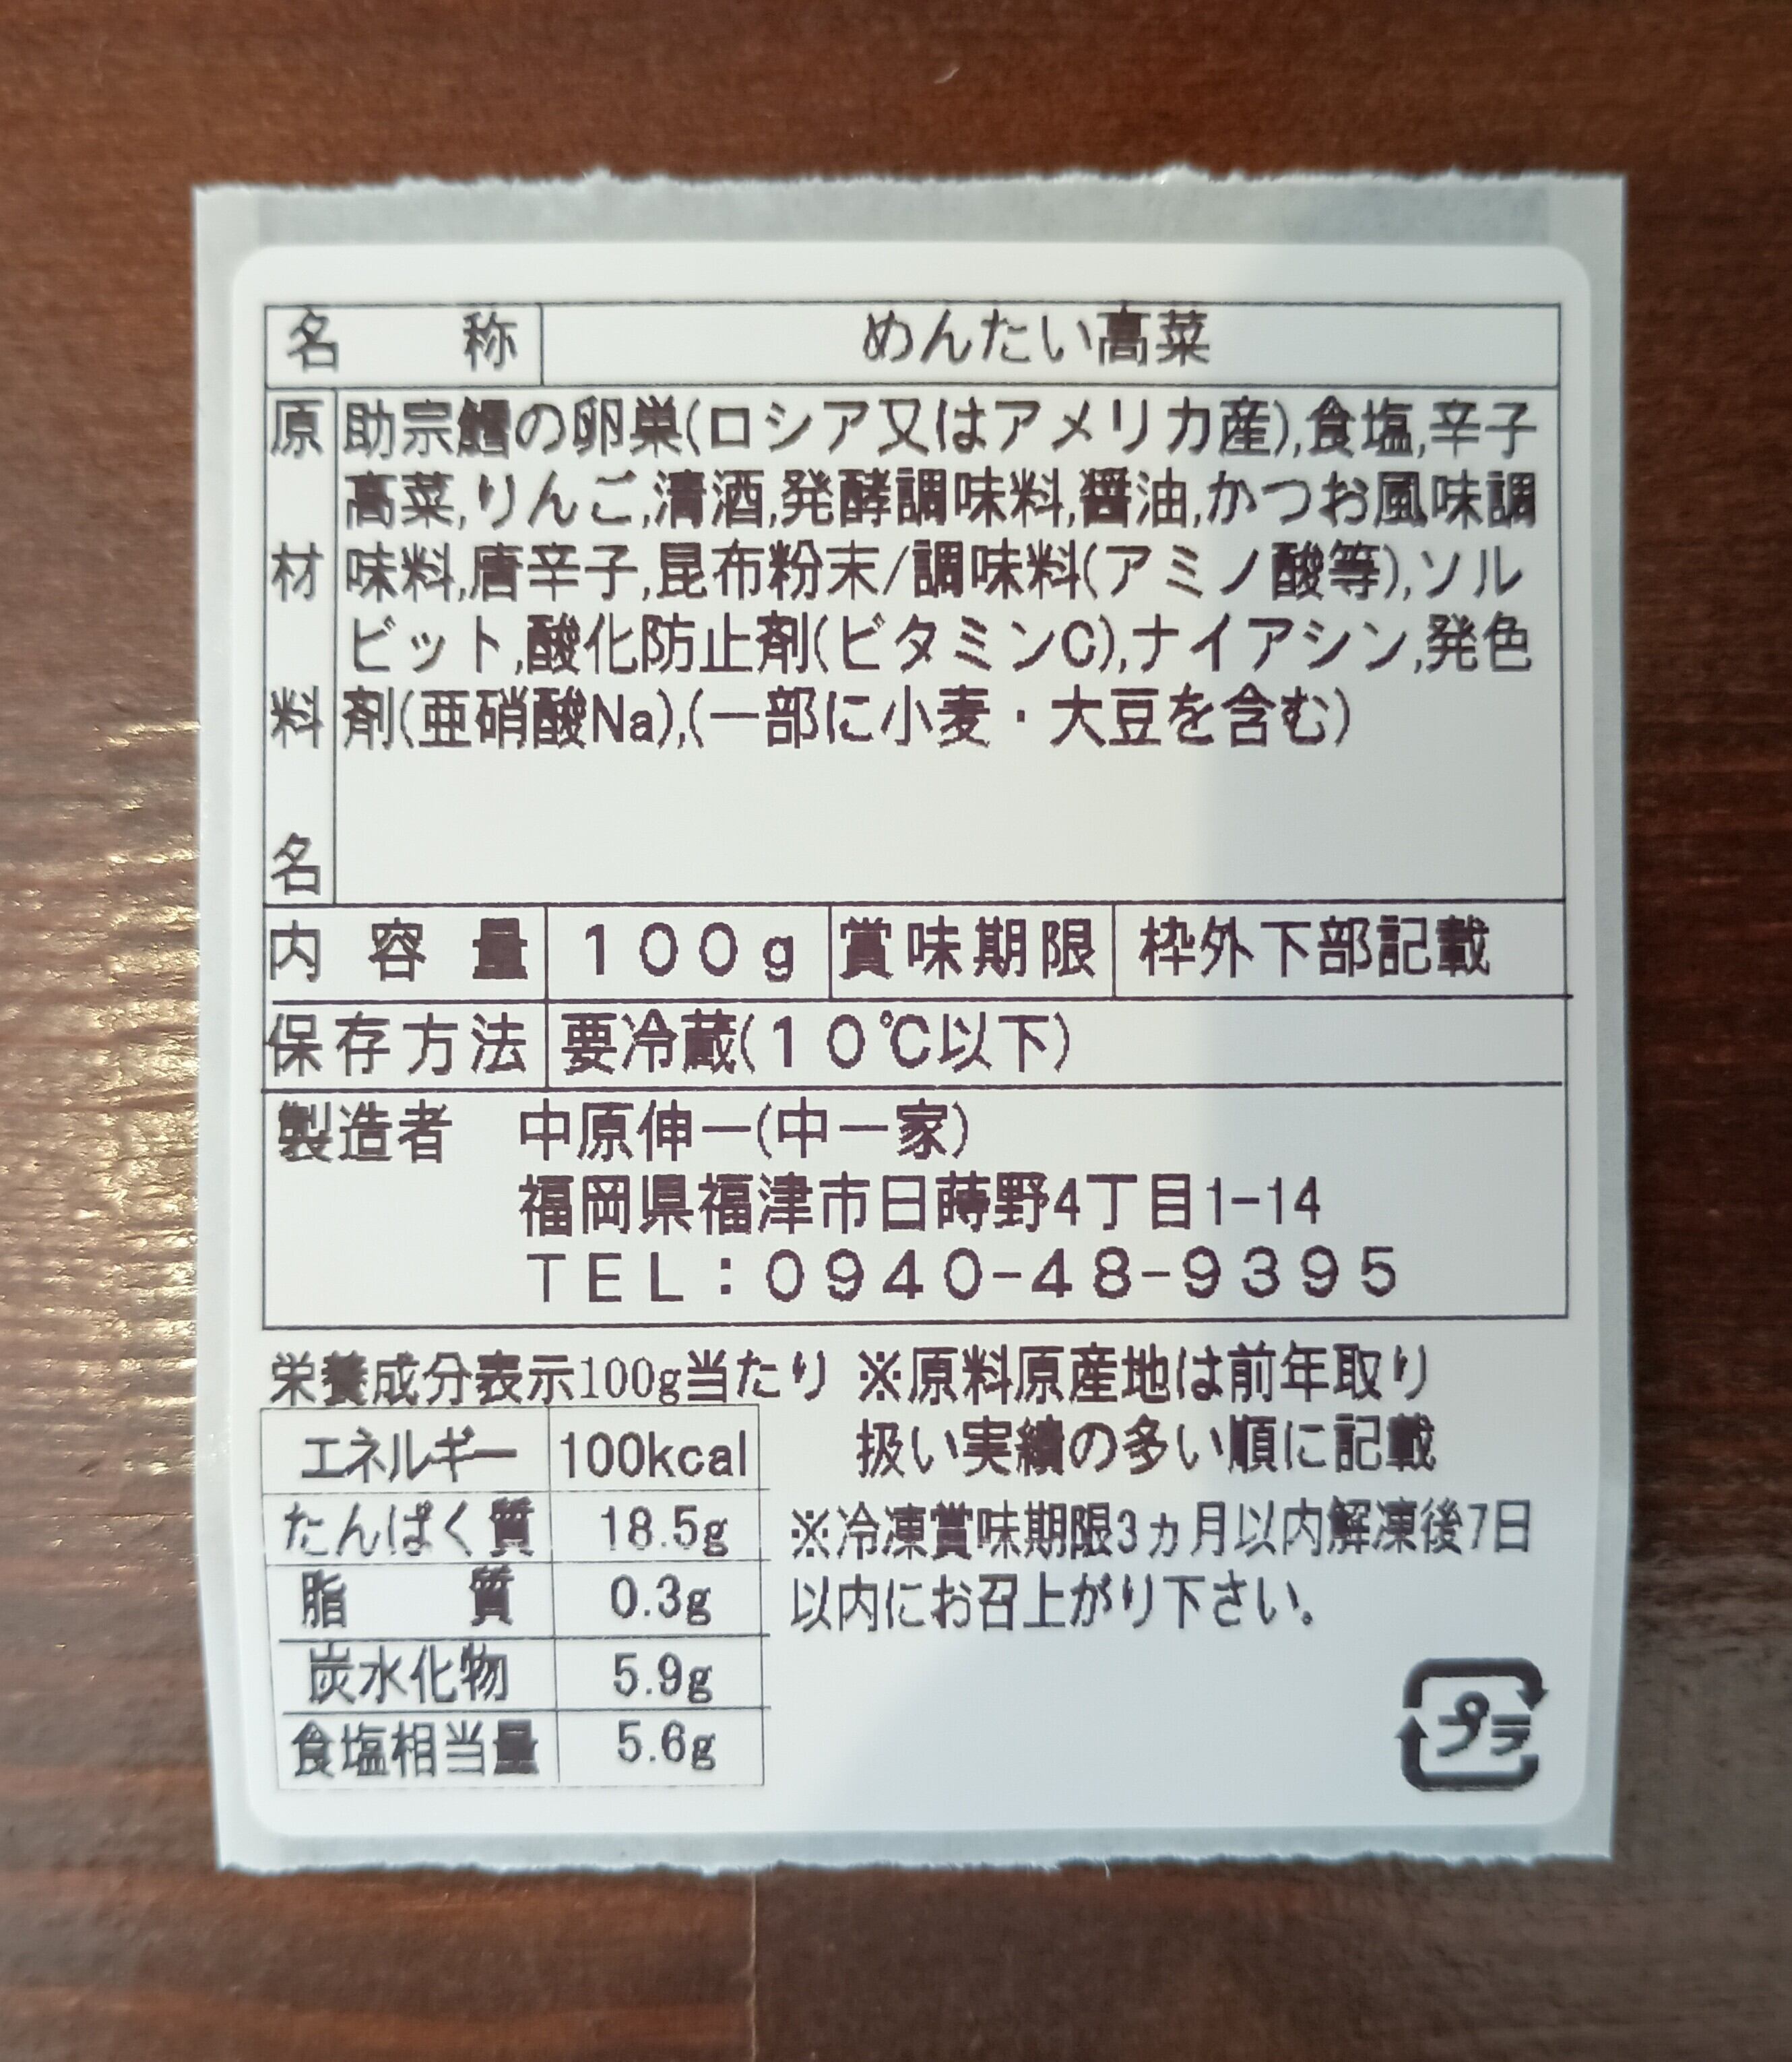 名称 めんたい高菜
原材料名 助宗鱈の卵巣(ロシア又はアメリカ産),食塩,辛子
高菜,りんご,清酒,発酵調味料,醤油,かつお風味調
味料,唐辛子,昆布粉末/調味料(アミノ酸等),ソル
ビット,酸化防止剤(ビタミンC),ナイアシン,発色
剤(亜硝酸Na),(一部に小麦・大豆を含む)
内容量 100g 賞味期限 枠外下部記載
保存方法 要冷蔵(10℃以下)
製造者 中原伸一(中一家)
福岡県福津市日蒔野4丁目1-14
TEL:0940-48-9395
栄養成分表示100g当たり
エネルギー 100kcal
たんぱく質 18.5g
脂質 0.3g
炭水化物 5.9g
食塩相当量 5.6g
※原料原産地は前年取り
扱い実績の多い順に記載
※冷凍賞味期限3ヵ月以内解凍後7日
以内にお召上がり下さい。
プラ